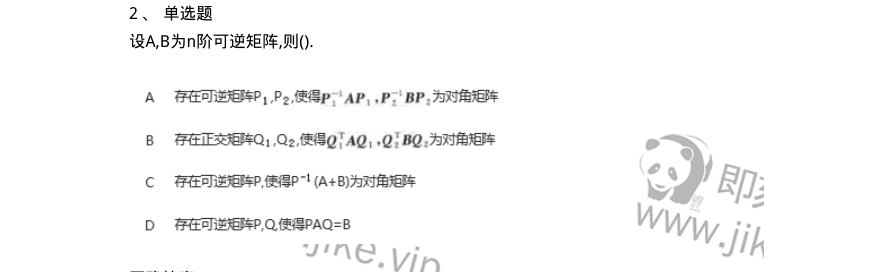 2 、 单选题
设A,B为n阶可逆矩阵,则().
A 存在可逆矩阵P₁,P₂,使得P₁⁻¹AP₁,P₂⁻¹BP₂为对角矩阵
B 存在正交矩阵Q₁,Q₂,使得Q₁ᵀAQ₁,Q₂ᵀBQ₂为对角矩阵
C 存在可逆矩阵P,使得P⁻¹(A+B)为对角矩阵
D 存在可逆矩阵P,Q,使得PAQ=B
www.jik
jike.vip